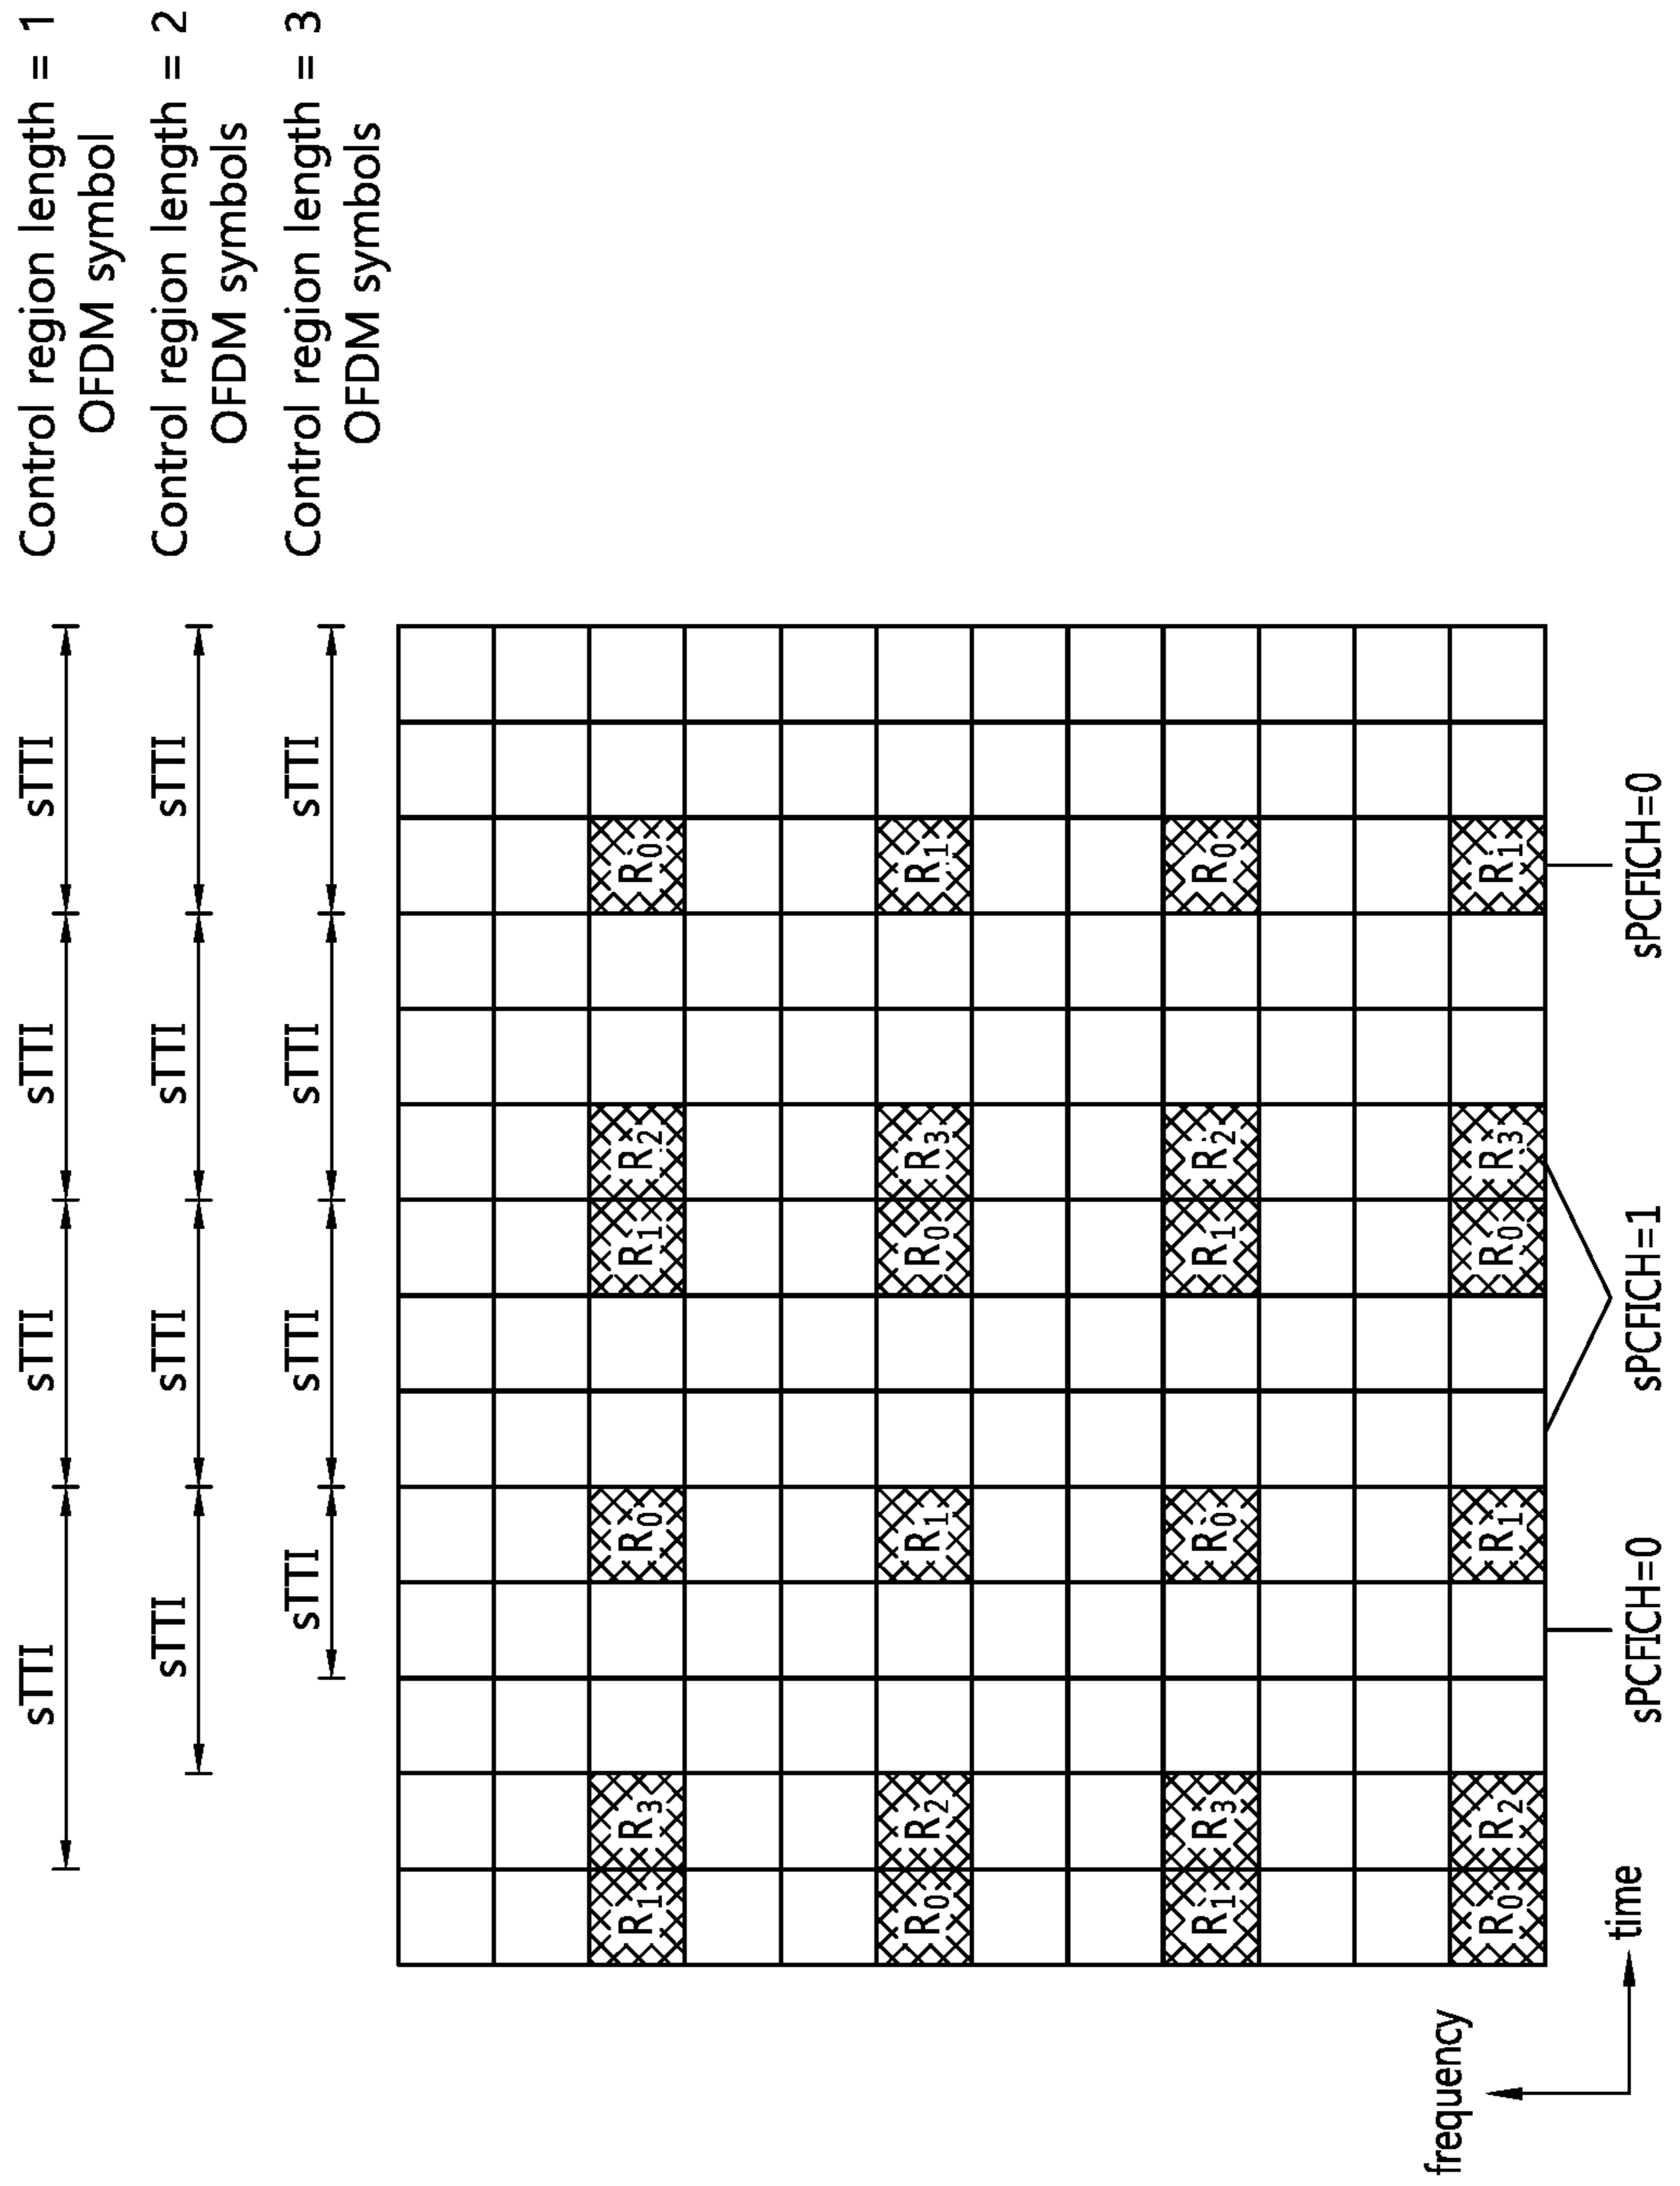 sTTI sTTI sTTI sTTI Control region length = 1
OFDM symbol
sTTI sTTI sTTI sTTI Control region length = 2
OFDM symbols
sTTI sTTI sTTI sTTI Control region length = 3
OFDM symbols
R1 R3 R0 R1 R2 R0
R0 R2 R1 R0 R3 R1
R1 R3 R0 R1 R2 R0
frequency
R0 R2 R1 R0 R3 R1
time
sPCFICH=0 sPCFICH=1 sPCFICH=0